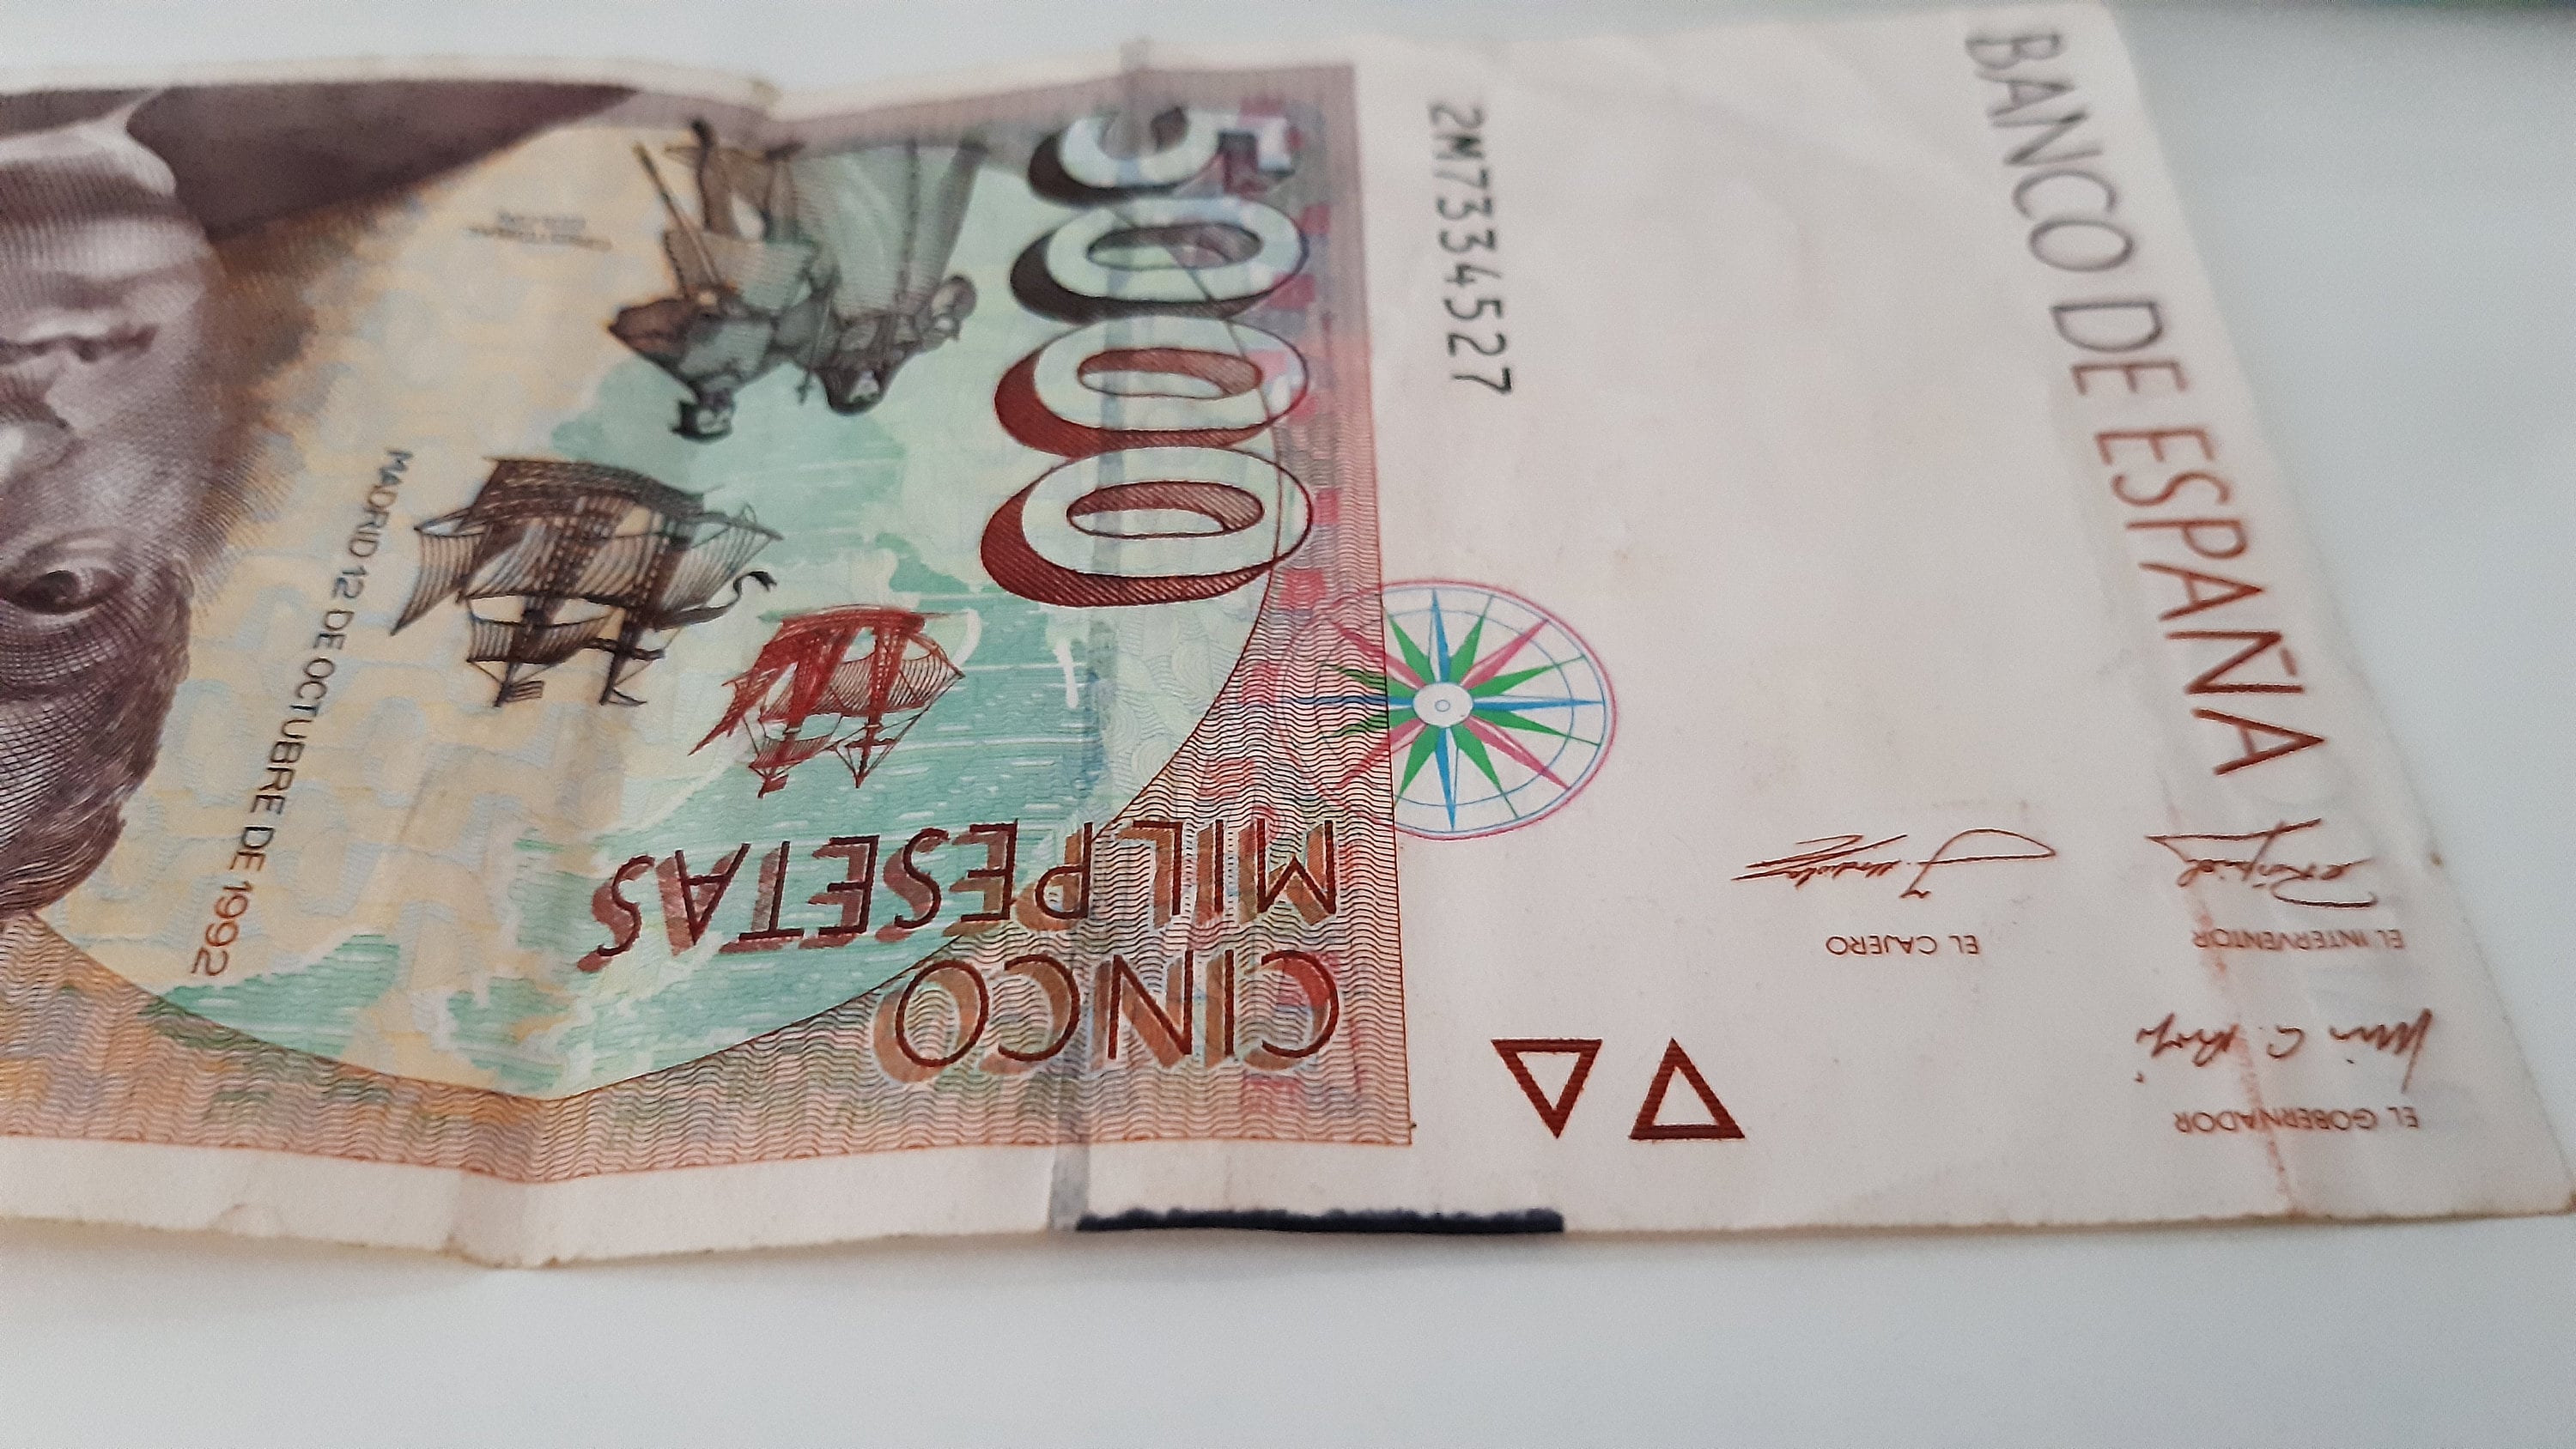 BANCO DE ESPAÑA
2M7334527
5000
CINCO
MIL PESETAS
MADRID 12 DE OCTUBRE DE 1992
EL GOBERNADOR
EL INTERVENTOR
EL CAJERO